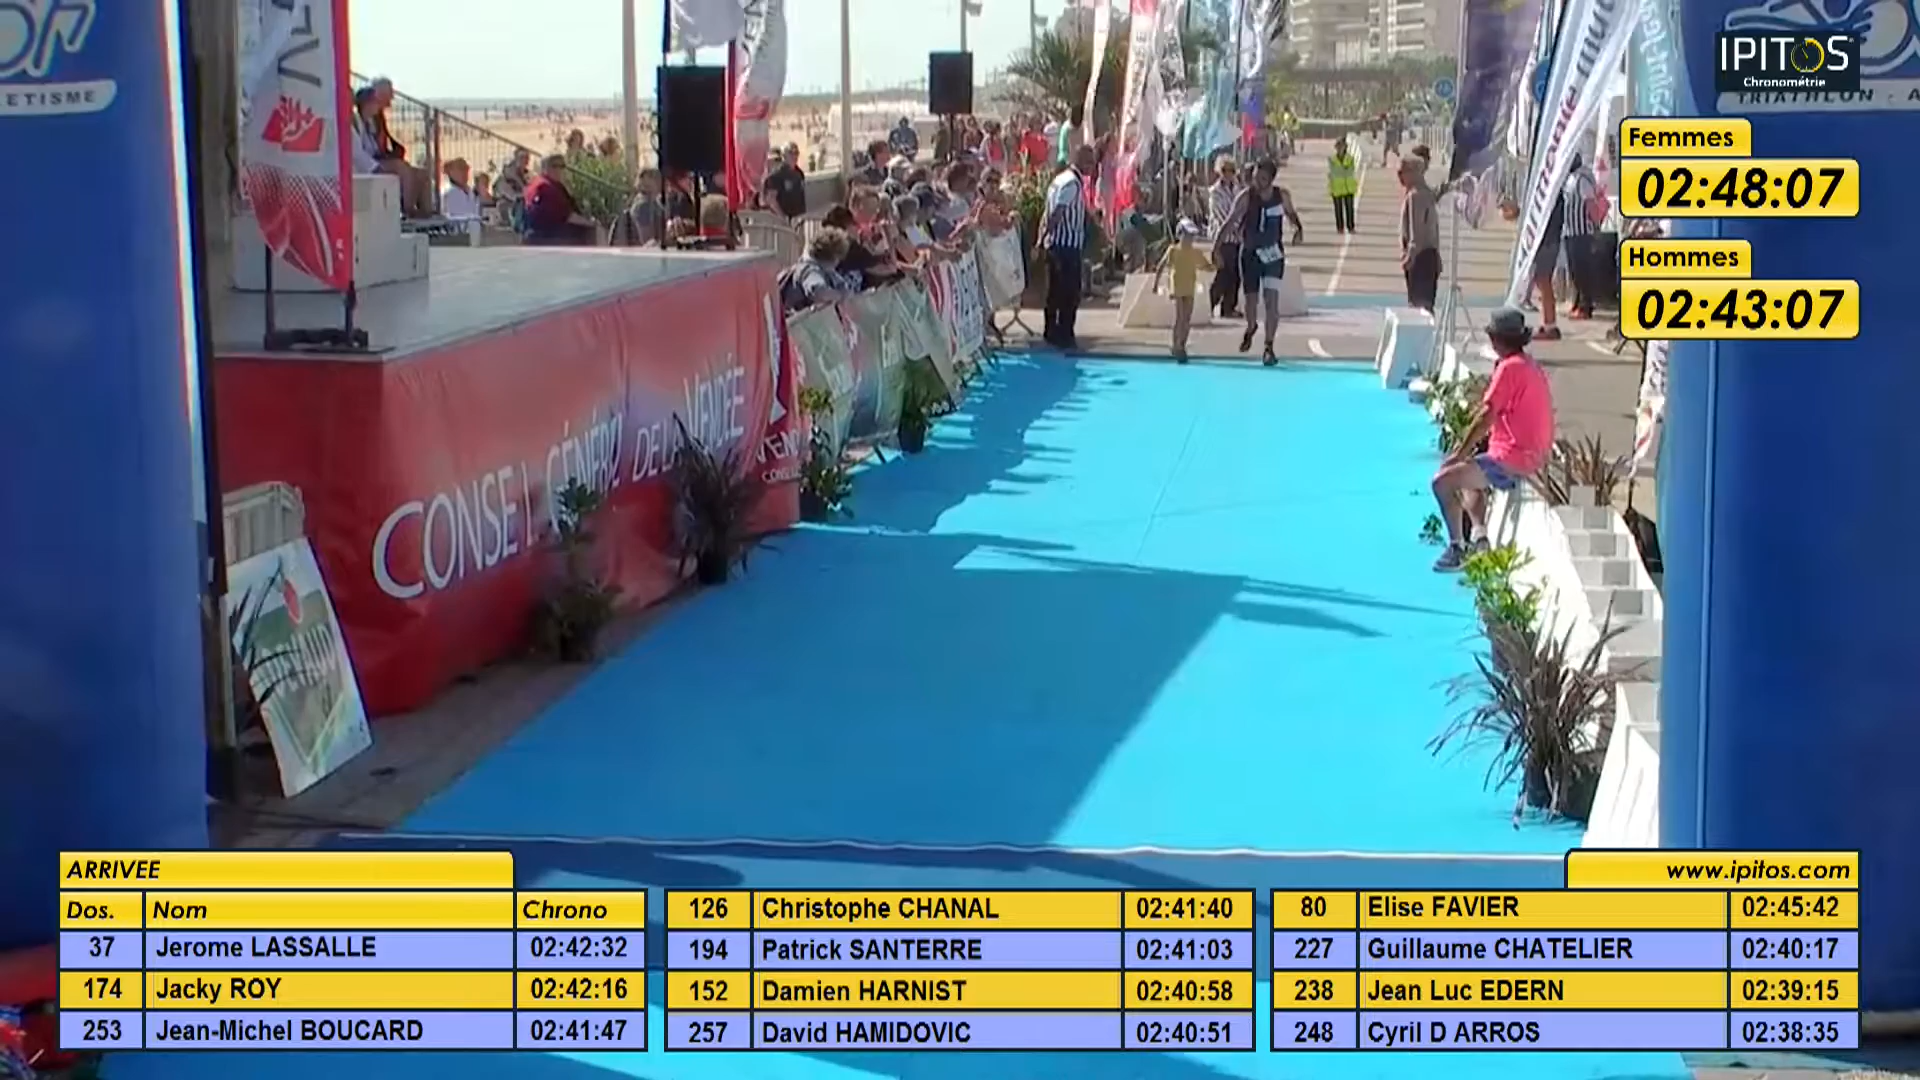 IPITOS
Chronométrie
ETISME
TRIATHLON - A
Femmes
02:48:07
Hommes
02:43:07
CONSEIL GÉNÉRAL DE LA VENDÉE
ARRIVEE
www.ipitos.com
Dos. Nom Chrono
37 Jerome LASSALLE 02:42:32
174 Jacky ROY 02:42:16
253 Jean-Michel BOUCARD 02:41:47
126 Christophe CHANAL 02:41:40
194 Patrick SANTERRE 02:41:03
152 Damien HARNIST 02:40:58
257 David HAMIDOVIC 02:40:51
80 Elise FAVIER 02:45:42
227 Guillaume CHATELIER 02:40:17
238 Jean Luc EDERN 02:39:15
248 Cyril D ARROS 02:38:35